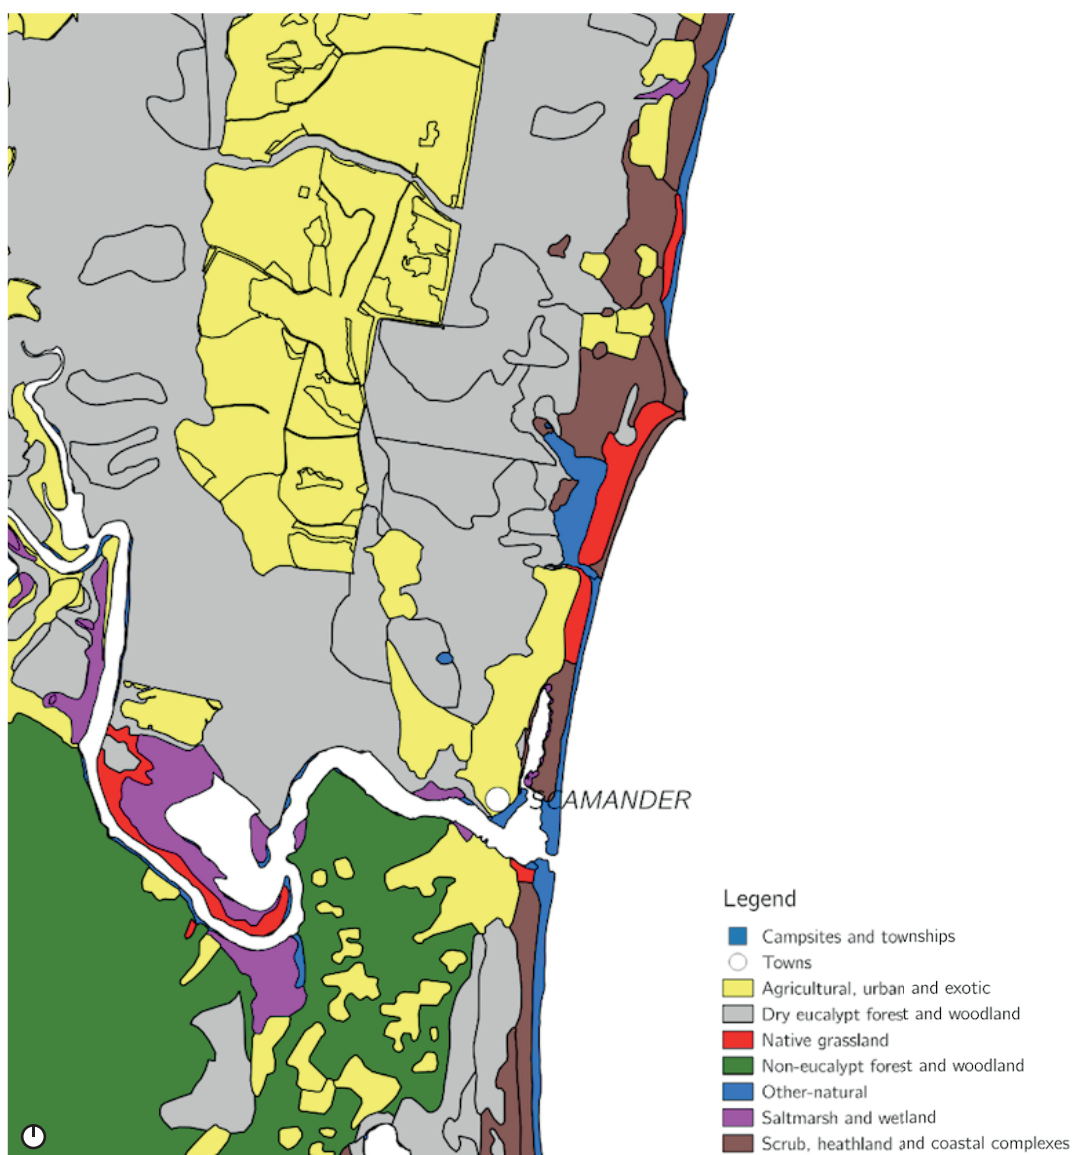 SCAMANDER
Legend
Campsites and townships
Towns
Agricultural, urban and exotic
Dry eucalypt forest and woodland
Native grassland
Non-eucalypt forest and woodland
Other-natural
Saltmarsh and wetland
Scrub, heathland and coastal complexes